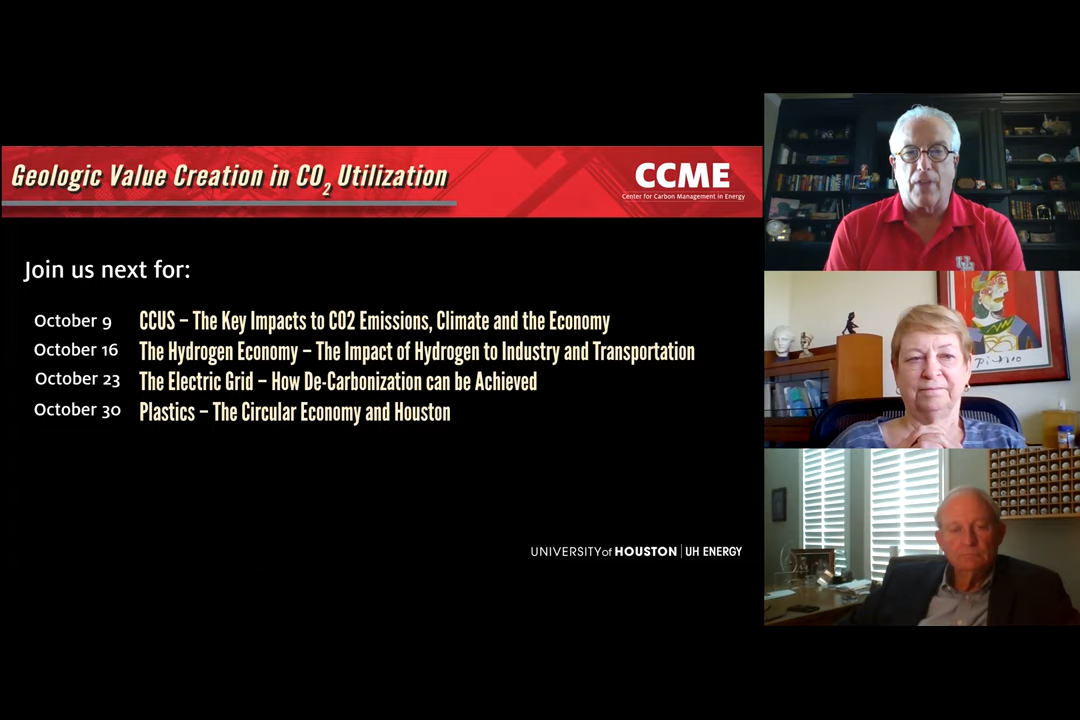 Geologic Value Creation in CO2 Utilization
CCME
Center for Carbon Management in Energy
Join us next for:
October 9 CCUS – The Key Impacts to CO2 Emissions, Climate and the Economy
October 16 The Hydrogen Economy – The Impact of Hydrogen to Industry and Transportation
October 23 The Electric Grid – How De-Carbonization can be Achieved
October 30 Plastics – The Circular Economy and Houston
UNIVERSITY of HOUSTON | UH ENERGY
UH
Picasso